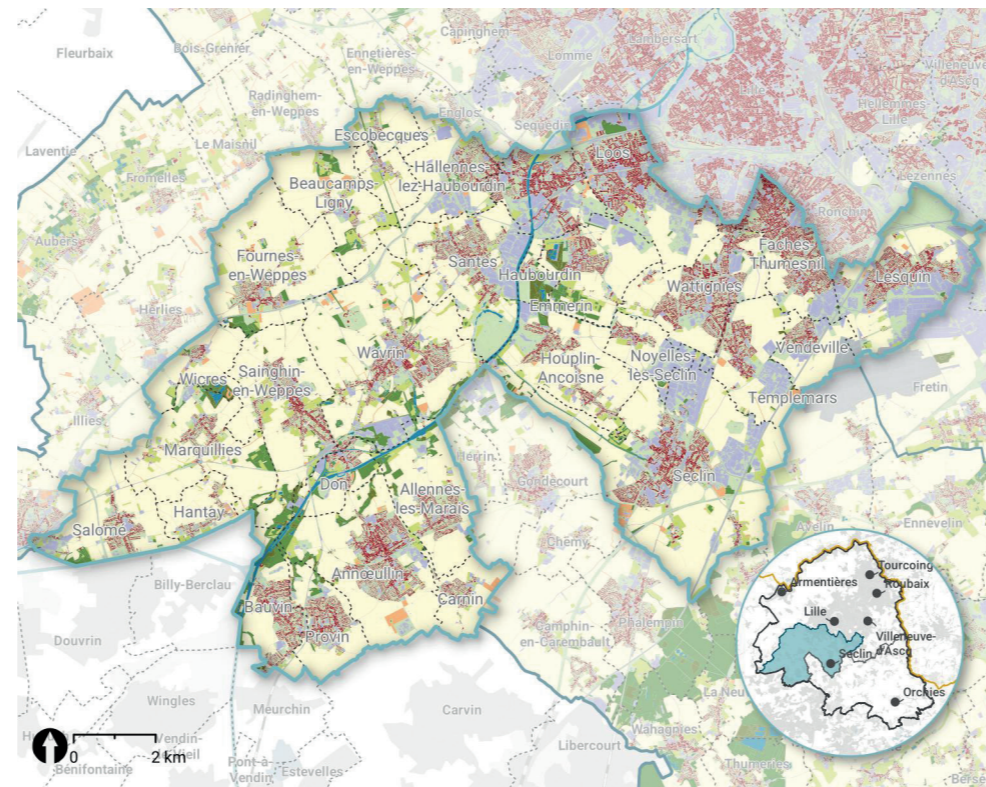 Fleurbaix
Bois-Grenier
Capinghem
Ennetières-
en-Weppes
Lomme
Lambersart
Villeneuve
d'Ascq
Lille
Hellemmes-
Lille
Radinghem-
en-Weppes
Englos
Sequedin
Escobecques
Loos
Laventie
Le Maisnil
Fromelles
Hallennes-
lez-Haubourdin
Beaucamps-
Ligny
Lezennes
Ronchin
Aubers
Fournes-
en-Weppes
Santes
Haubourdin
Faches
Thumesnil
Lesquin
Wattignies
Emmerin
Herlies
Wavrin
Houplin-
Ancoisne
Noyelles-
lès-Seclin
Vendeville
Wicres
Sainghin-
en-Weppes
Templemars
Fretin
Illies
Marquillies
Herrin
Gondecourt
Seclin
Don
Allennes-
les-Marais
Salomé
Hantay
Chemy
Avelin
Ennevelin
Billy-Berclau
Annœullin
Bauvin
Carnin
Provin
Camphin-
en-Carembault
Phalempin
Douvrin
Wingles
Meurchin
Carvin
La Neu
Wahagnies
Libercourt
Thumeries
Bénifontaine
Pont-
à-
Vendin
Estevelles
Berse
Tourcoing
Armentières
Roubaix
Lille
Villeneuve-
d'Ascq
Seclin
Orchies
0
2 km